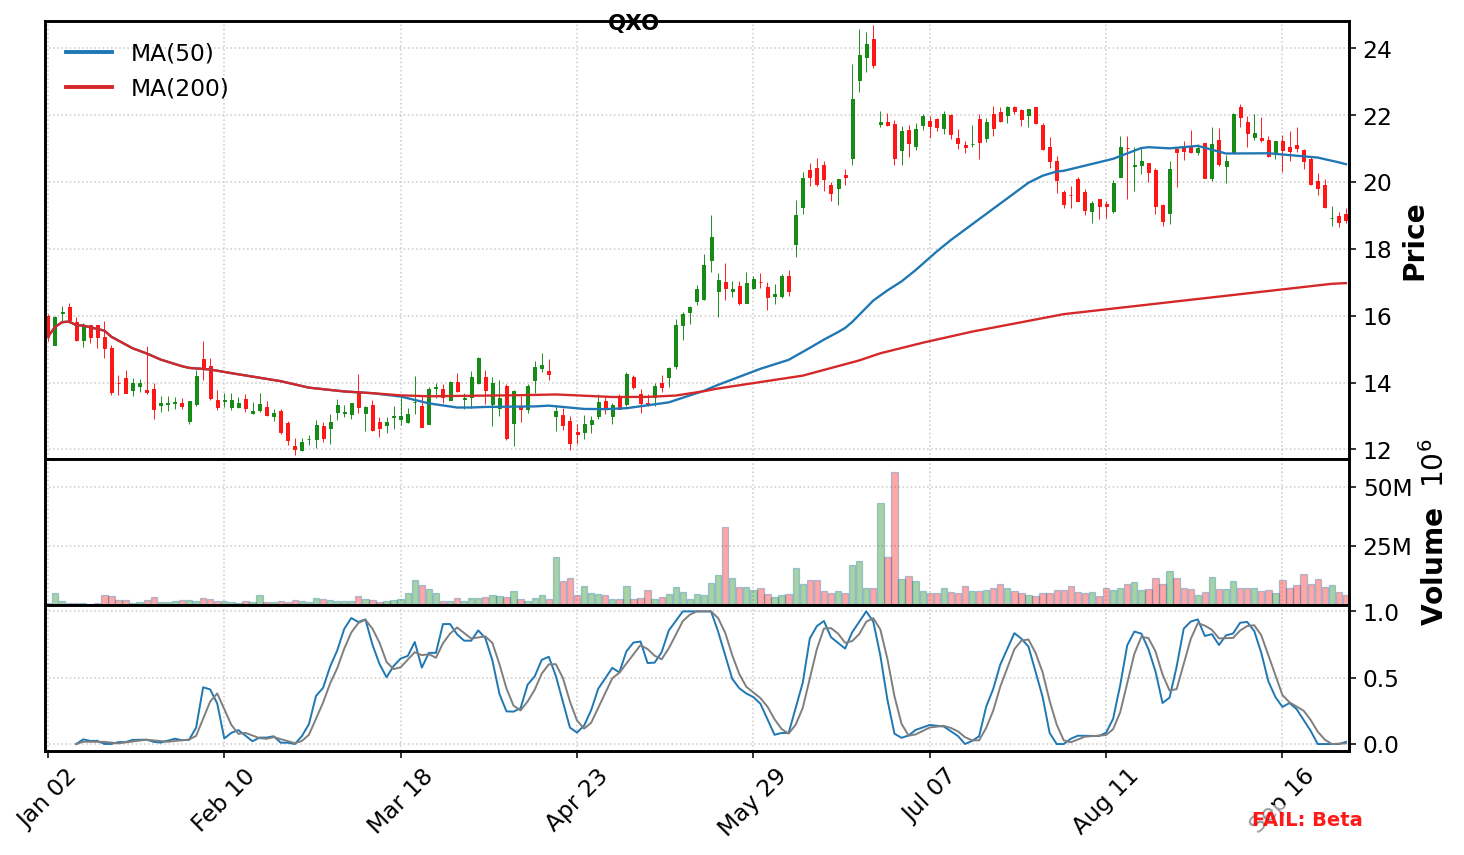 QXO
MA(50)
MA(200)
24
22
20
18
16
14
12
Price
50M
25M
Volume 10^6
1.0
0.5
0.0
Jan 02
Feb 10
Mar 18
Apr 23
May 29
Jul 07
Aug 11
Sep 16
FAIL: Beta